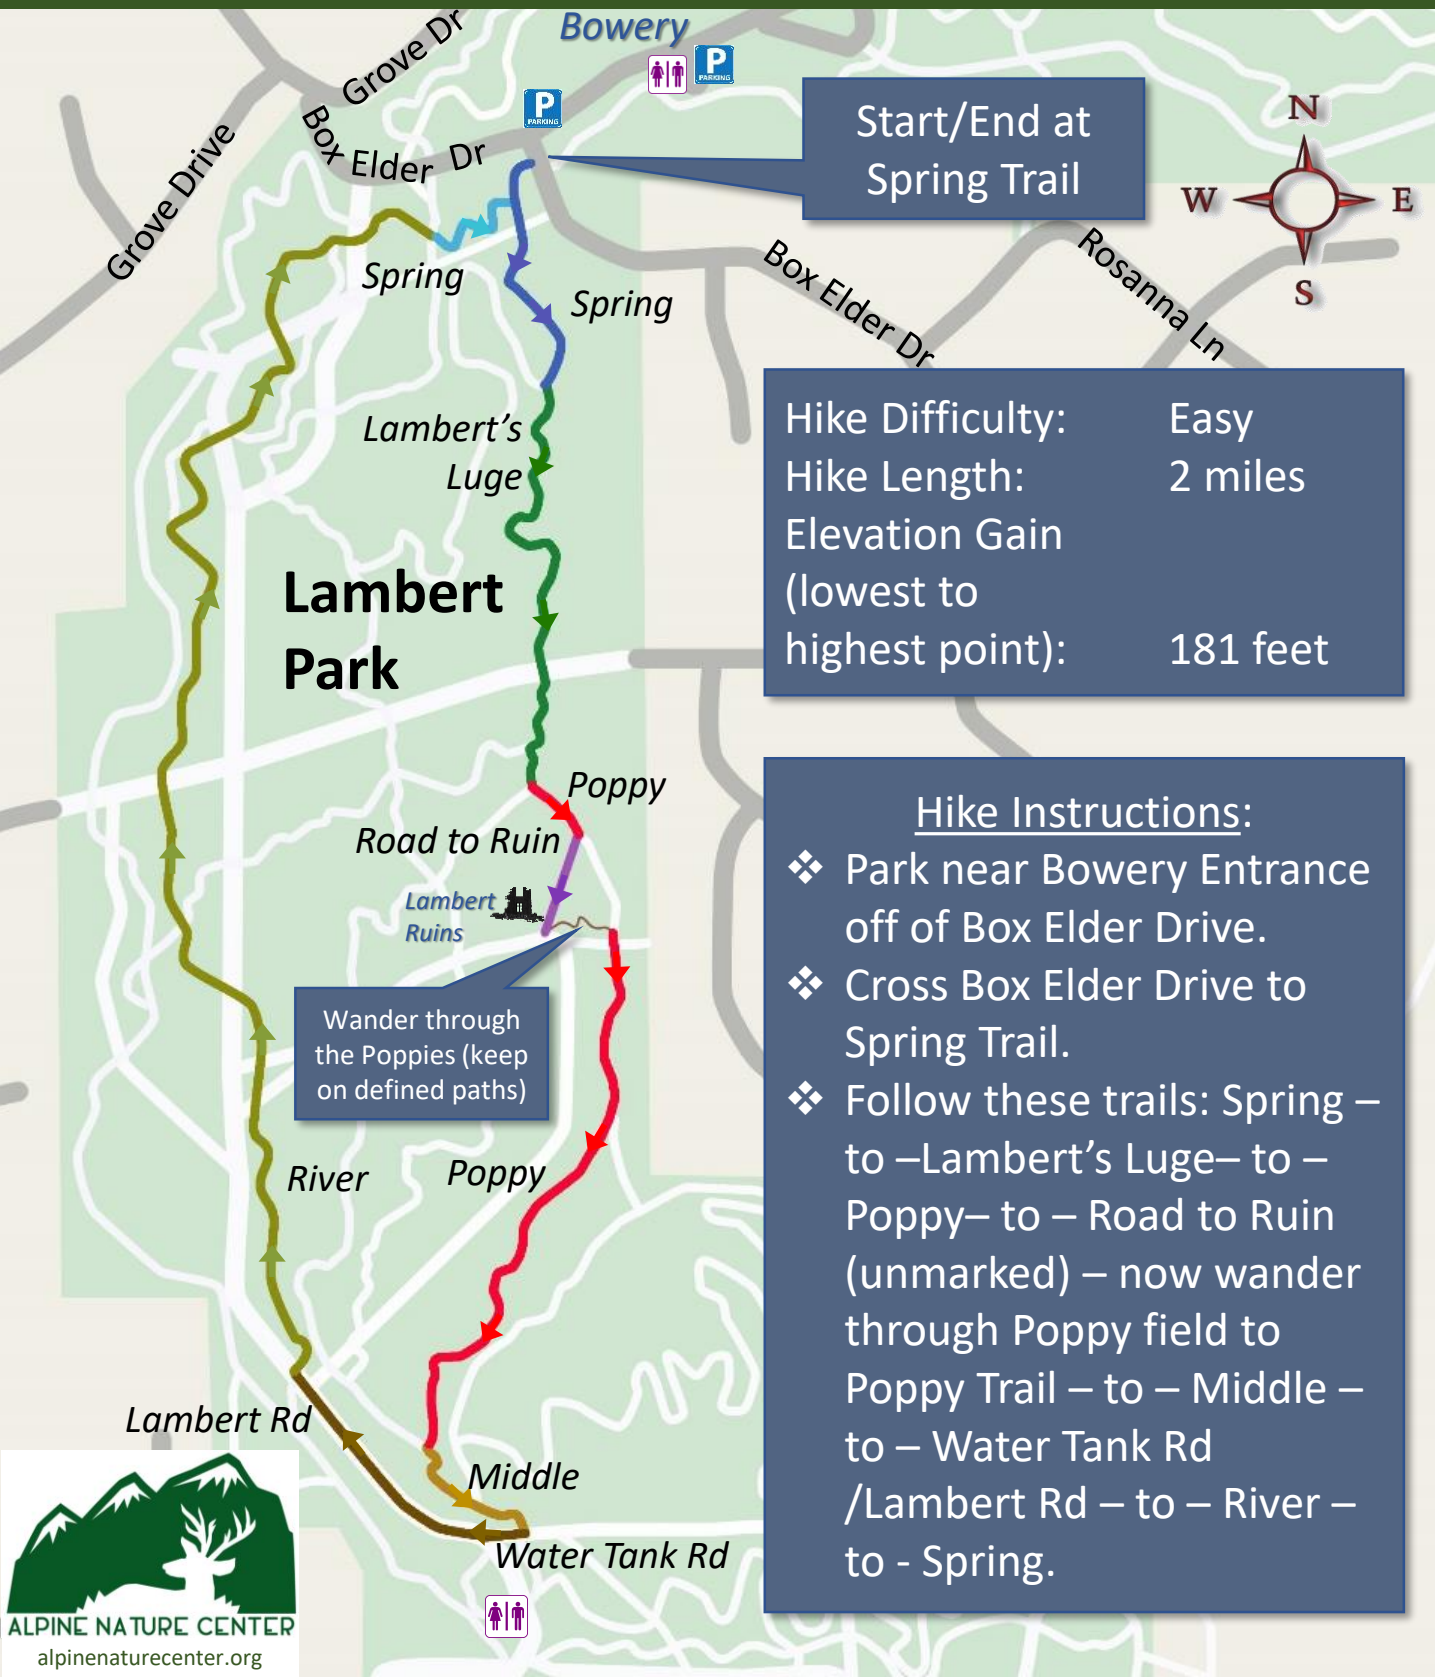 Bowery
Grove Dr
P
PARKING
P
PARKING
Box Elder Dr
Grove Drive
Start/End at
Spring Trail
N
W
E
S
Spring
Spring
Box Elder Dr
Rosanna Ln
Lambert's
Luge
Hike Difficulty: Easy
Hike Length: 2 miles
Elevation Gain
(lowest to
highest point): 181 feet
Lambert
Park
Poppy
Road to Ruin
Lambert
Ruins
Wander through
the Poppies (keep
on defined paths)
River
Poppy
Hike Instructions:
❖ Park near Bowery Entrance
off of Box Elder Drive.
❖ Cross Box Elder Drive to
Spring Trail.
❖ Follow these trails: Spring –
to –Lambert’s Luge– to –
Poppy– to – Road to Ruin
(unmarked) – now wander
through Poppy field to
Poppy Trail – to – Middle –
to – Water Tank Rd
/Lambert Rd – to – River –
to - Spring.
Lambert Rd
Middle
Water Tank Rd
ALPINE NATURE CENTER
alpinenaturecenter.org